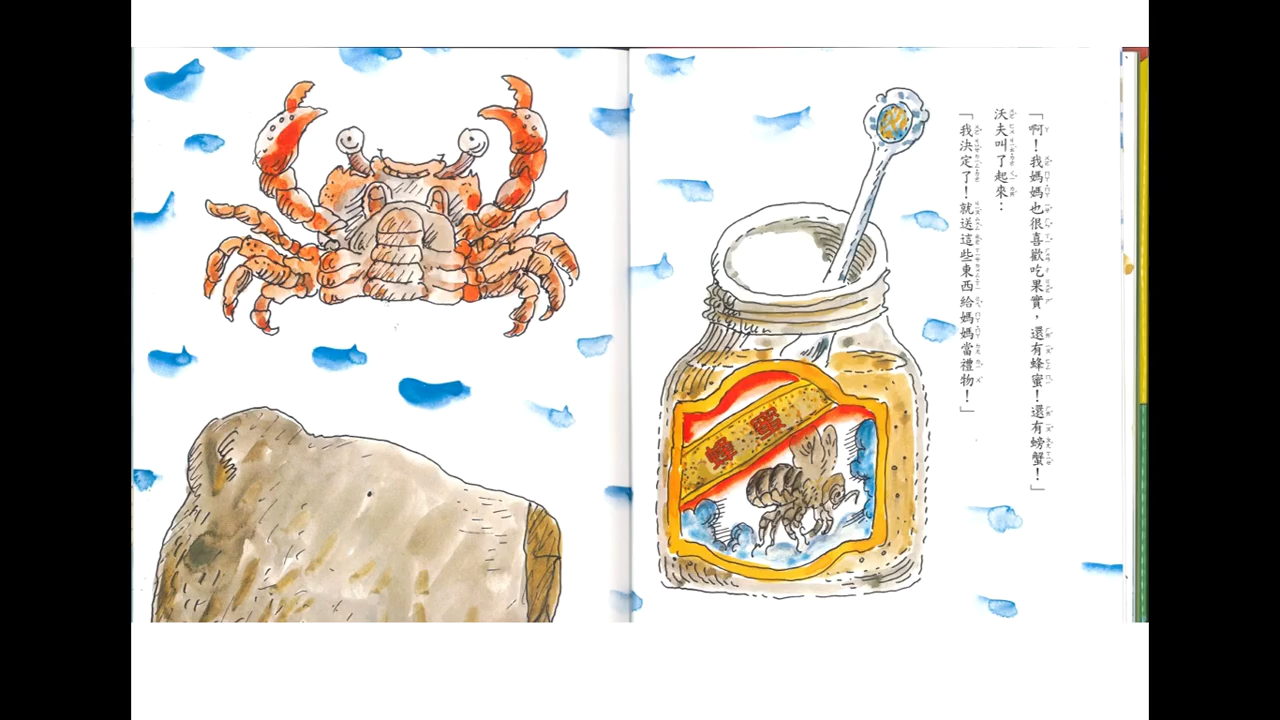 「啊！我媽媽也很喜歡吃果實，還有蜂蜜！還有螃蟹！」
沃夫叫了起來：
「我決定了！就送這些東西給媽媽當禮物！」
蜂蜜